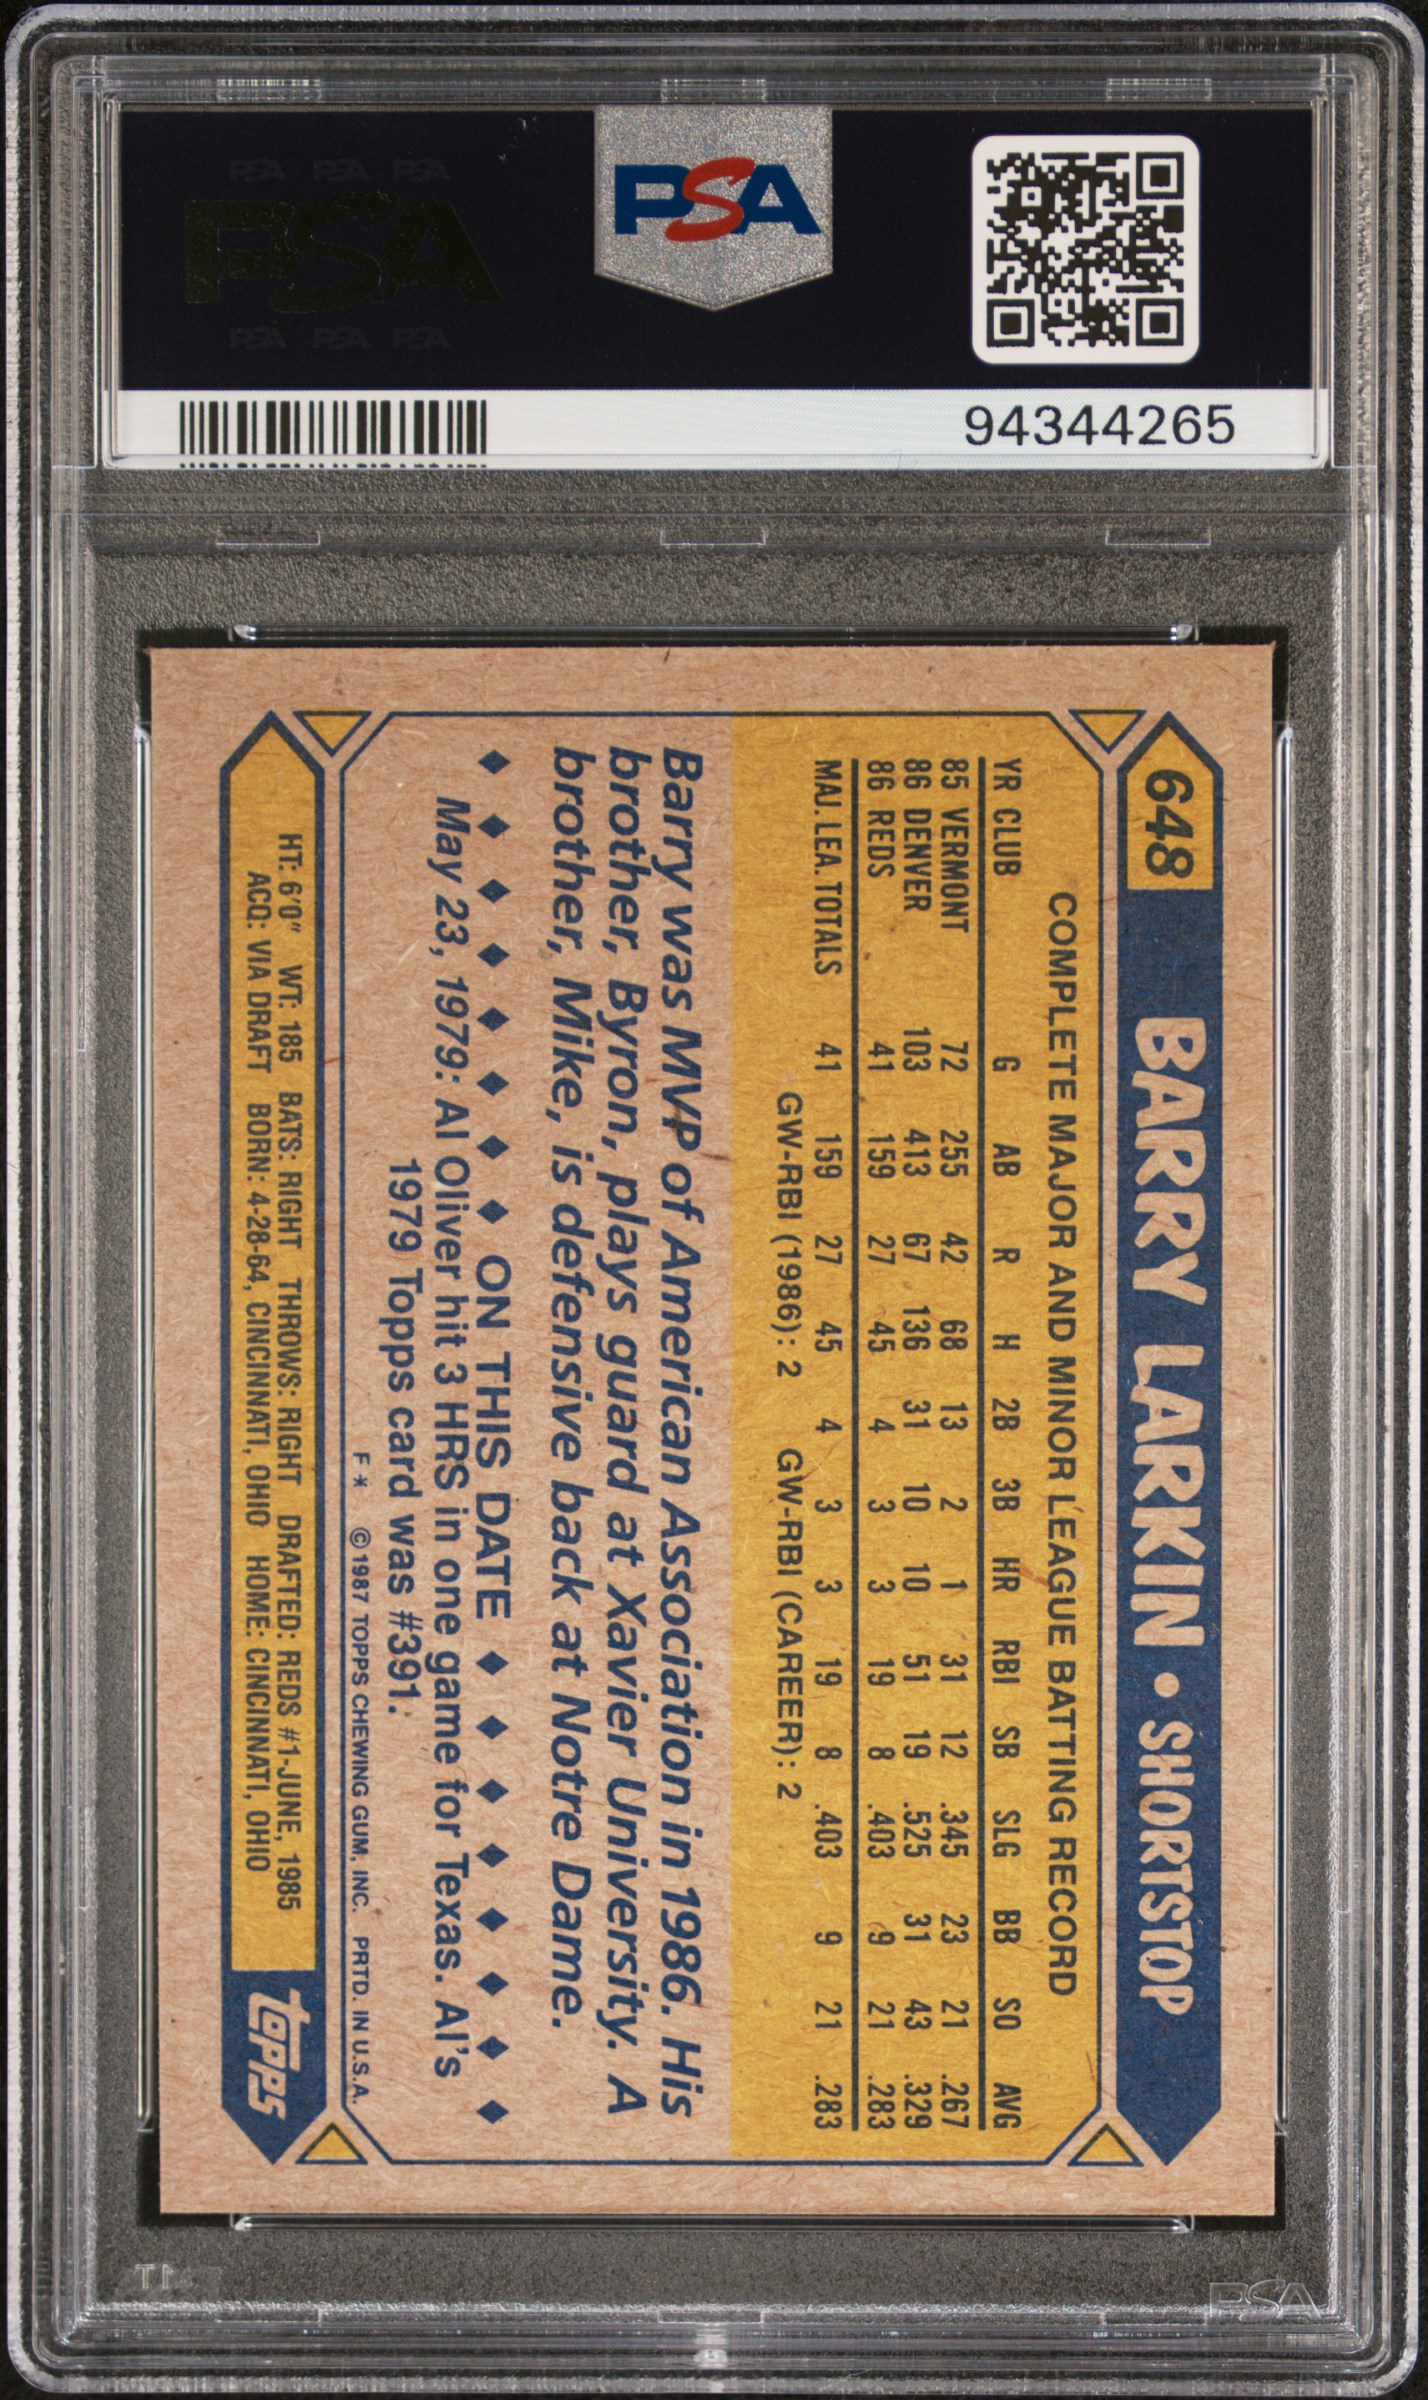 PSA PSA PSA
PSA
PSA PSA PSA
PSA
94344265
648 BARRY LARKIN • SHORTSTOP
COMPLETE MAJOR AND MINOR LEAGUE BATTING RECORD
YR CLUB G AB R H 2B 3B HR RBI SB SLG BB SO AVG
85 VERMONT 72 255 42 68 13 2 1 31 12 .345 23 21 .267
86 DENVER 103 413 67 136 31 10 10 51 19 .525 31 43 .329
86 REDS 41 159 27 45 4 3 3 19 8 .403 9 21 .283
MAJ. LEA. TOTALS 41 159 27 45 4 3 3 19 8 .403 9 21 .283
GW-RBI (1986): 2 GW-RBI (CAREER): 2
Barry was MVP of American Association in 1986. His
brother, Byron, plays guard at Xavier University. A
brother, Mike, is defensive back at Notre Dame.
◆ ◆ ◆ ◆ ◆ ◆ ◆ ◆ ON THIS DATE ◆ ◆ ◆ ◆ ◆ ◆ ◆ ◆
May 23, 1979: Al Oliver hit 3 HRS in one game for Texas. Al's
1979 Topps card was #391.
F * © 1987 TOPPS CHEWING GUM, INC. PRTD. IN U.S.A.
HT: 6'0" WT: 185 BATS: RIGHT THROWS: RIGHT DRAFTED: REDS #1-JUNE, 1985
ACQ: VIA DRAFT BORN: 4-28-64, CINCINNATI, OHIO HOME: CINCINNATI, OHIO
topps
PSA